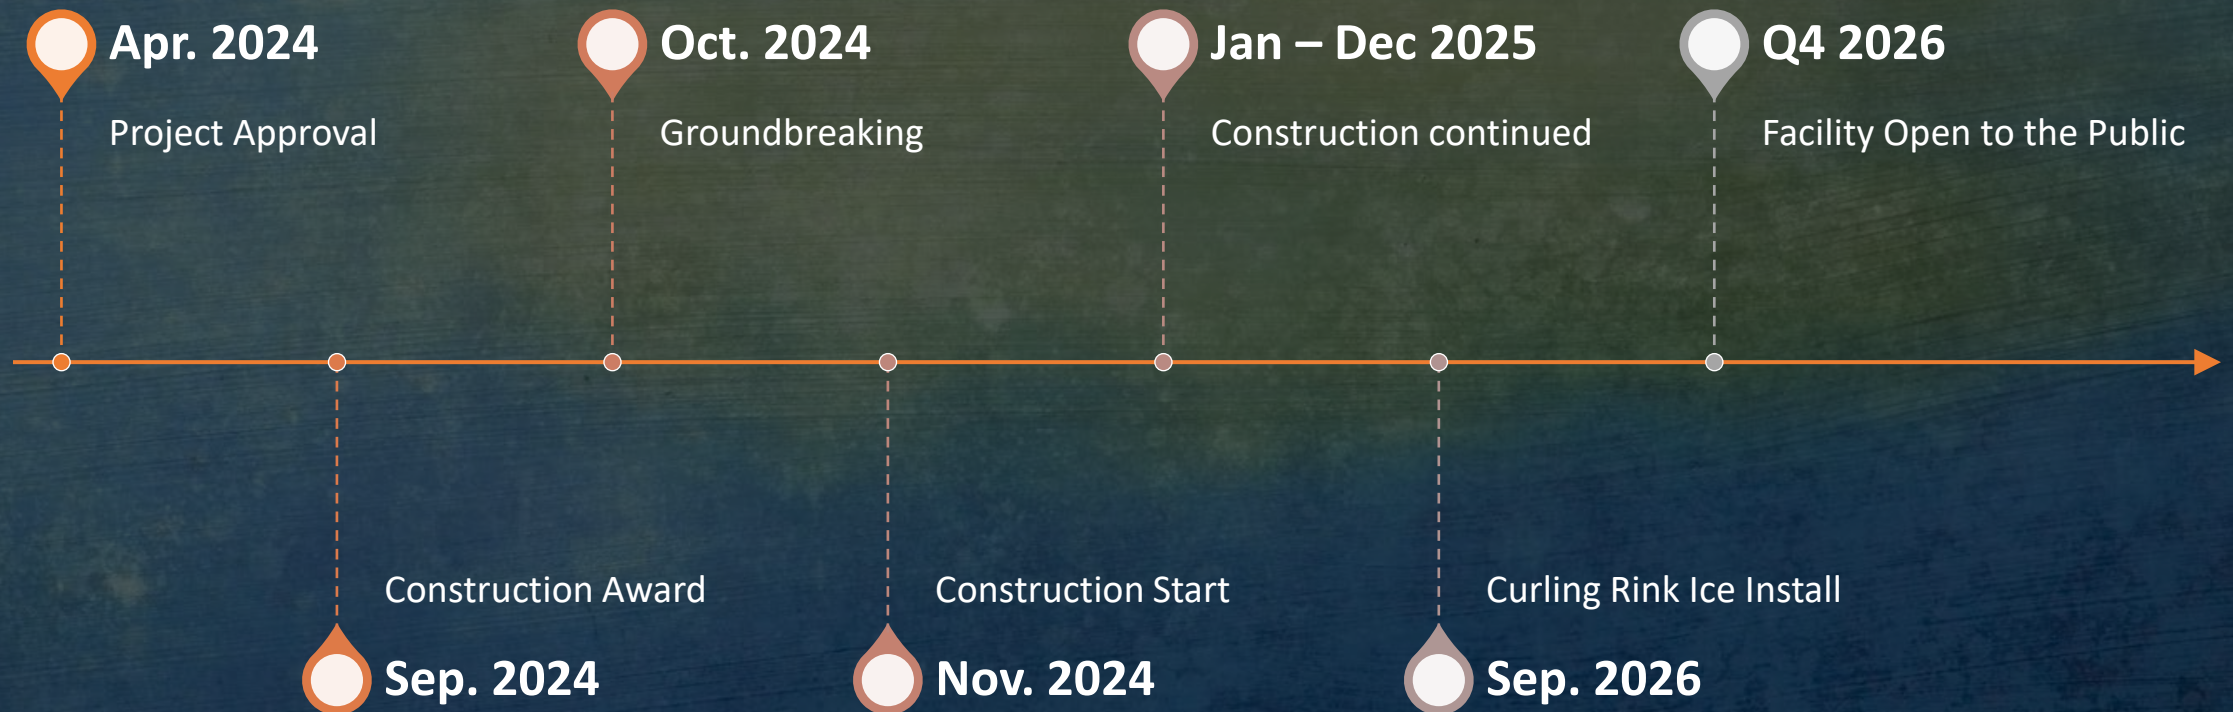 Apr. 2024
Project Approval
Oct. 2024
Groundbreaking
Jan – Dec 2025
Construction continued
Q4 2026
Facility Open to the Public
Construction Award
Sep. 2024
Construction Start
Nov. 2024
Curling Rink Ice Install
Sep. 2026